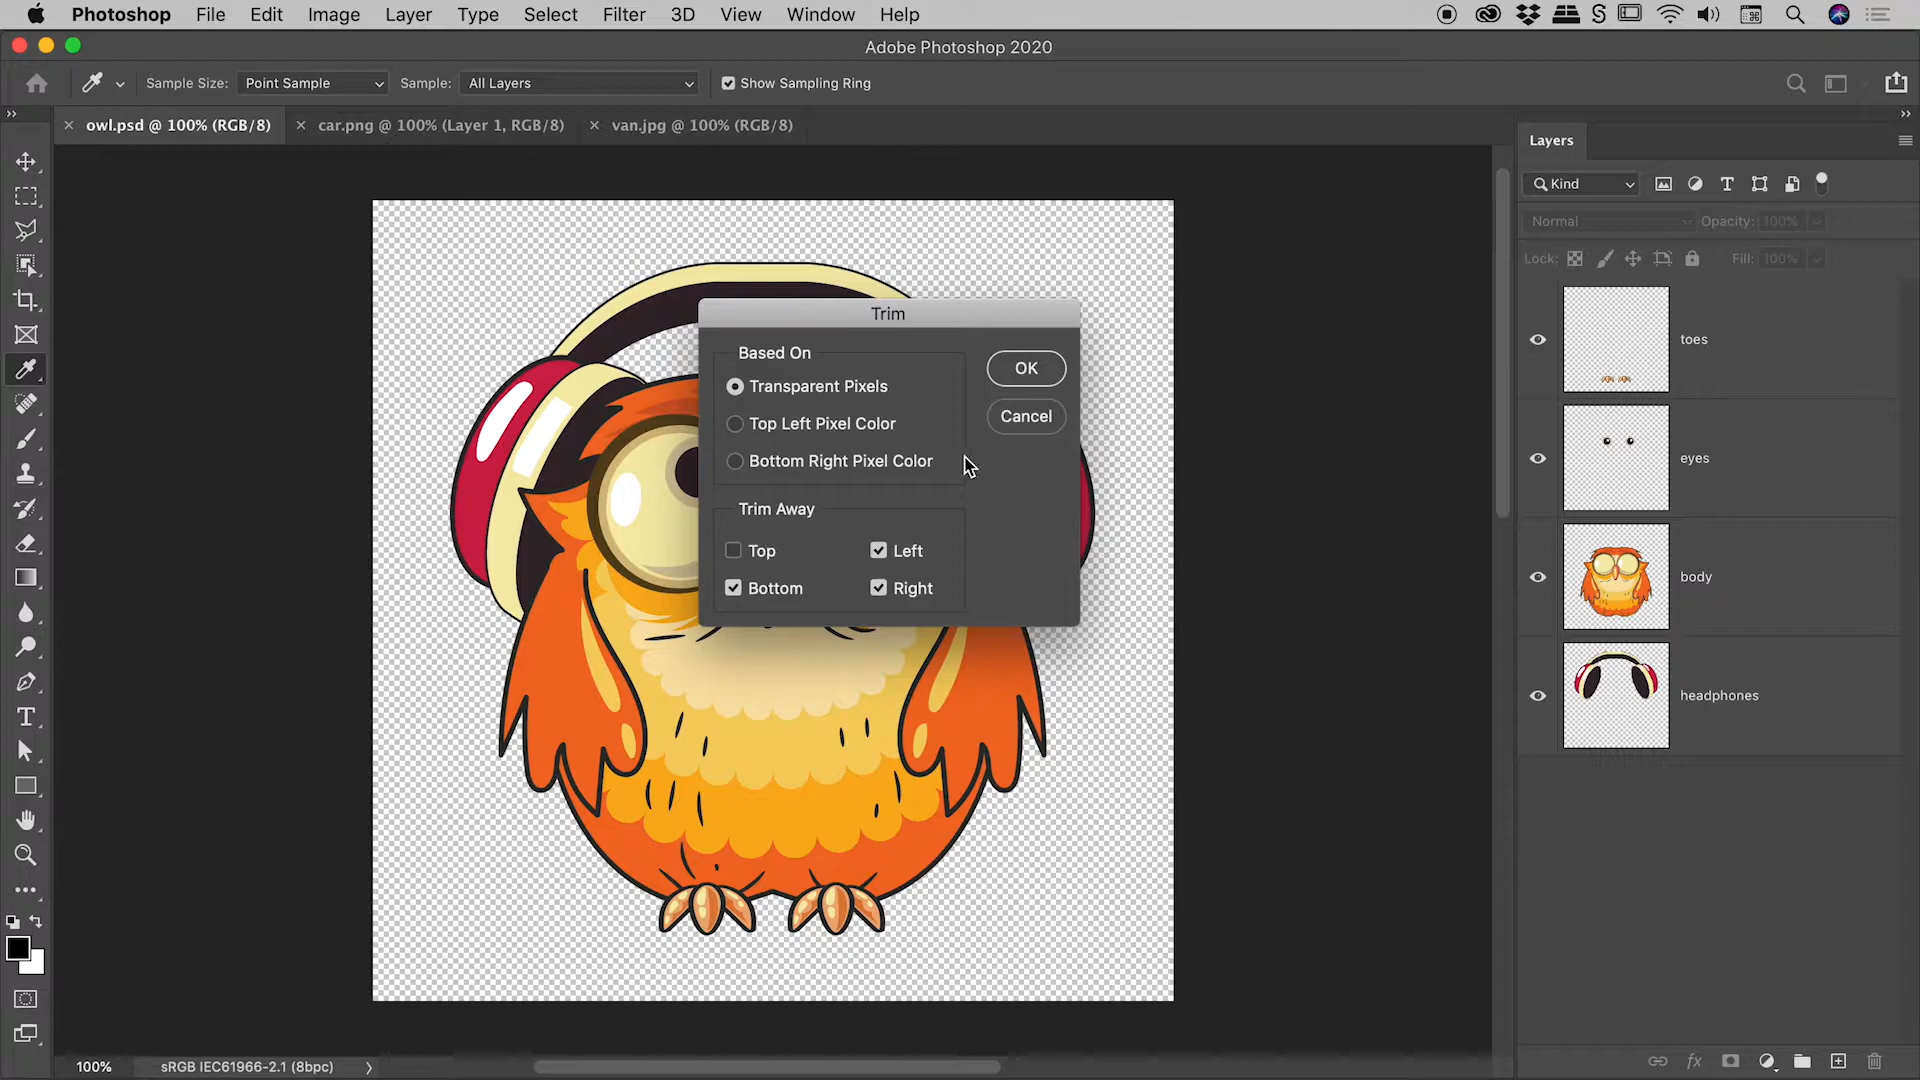 Photoshop File Edit Image Layer Type Select Filter 3D View Window Help
Adobe Photoshop 2020
Sample Size: Point Sample Sample: All Layers Show Sampling Ring
owl.psd @ 100% (RGB/8) car.png @ 100% (Layer 1, RGB/8) van.jpg @ 100% (RGB/8)
Layers
Kind
Normal Opacity: 100%
Lock: Fill: 100%
toes
eyes
body
headphones
Trim
Based On
Transparent Pixels
Top Left Pixel Color
Bottom Right Pixel Color
OK
Cancel
Trim Away
Top Left
Bottom Right
100% sRGB IEC61966-2.1 (8bpc)